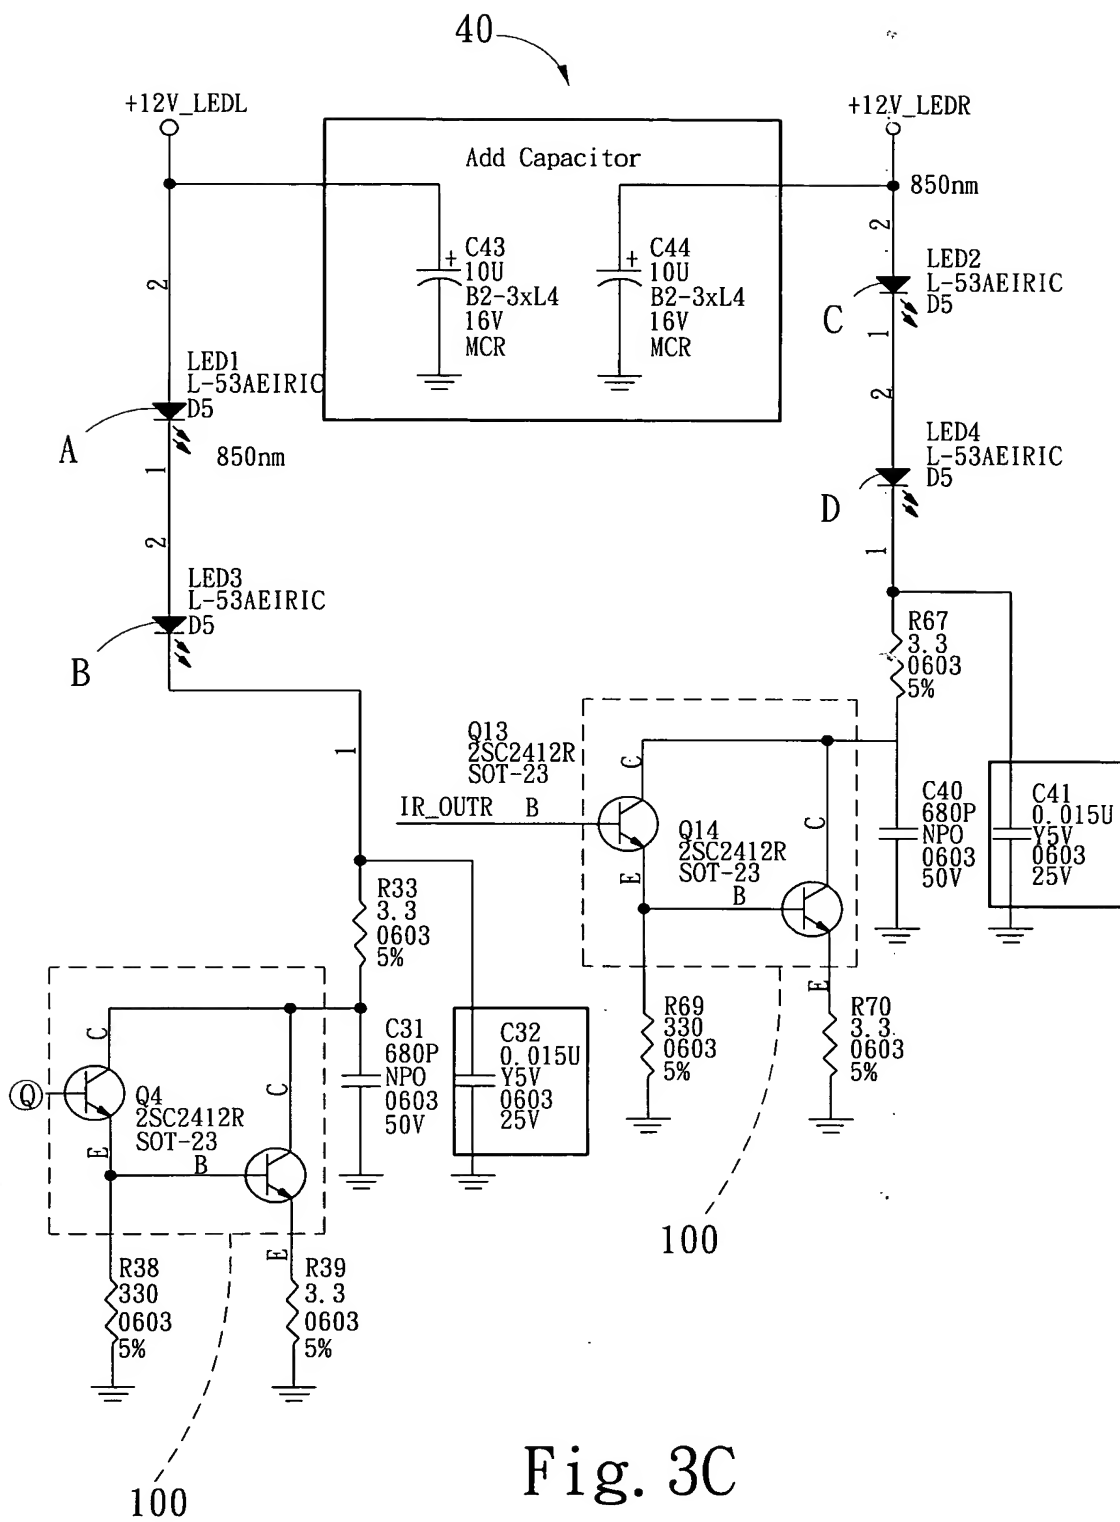 40
+12V_LEDL
+12V_LEDR
Add Capacitor
850nm
2
C43
10U
B2-3xL4
16V
MCR
C44
10U
B2-3xL4
16V
MCR
2
LED2
L-53AEIRIC
D5
C
1
LED1
L-53AEIRIC
D5
A
850nm
1
2
LED4
L-53AEIRIC
D5
D
1
2
LED3
L-53AEIRIC
D5
B
1
R67
3.3
0603
5%
Q13
2SC2412R
SOT-23
C
IR_OUTR
B
E
Q14
2SC2412R
SOT-23
B
C
E
C40
680P
NPO
0603
50V
C41
0.015U
Y5V
0603
25V
R33
3.3
0603
5%
R69
330
0603
5%
R70
3.3
0603
5%
C
Q
Q4
2SC2412R
SOT-23
E
B
C
C31
680P
NPO
0603
50V
C32
0.015U
Y5V
0603
25V
100
E
R38
330
0603
5%
R39
3.3
0603
5%
100
Fig. 3C